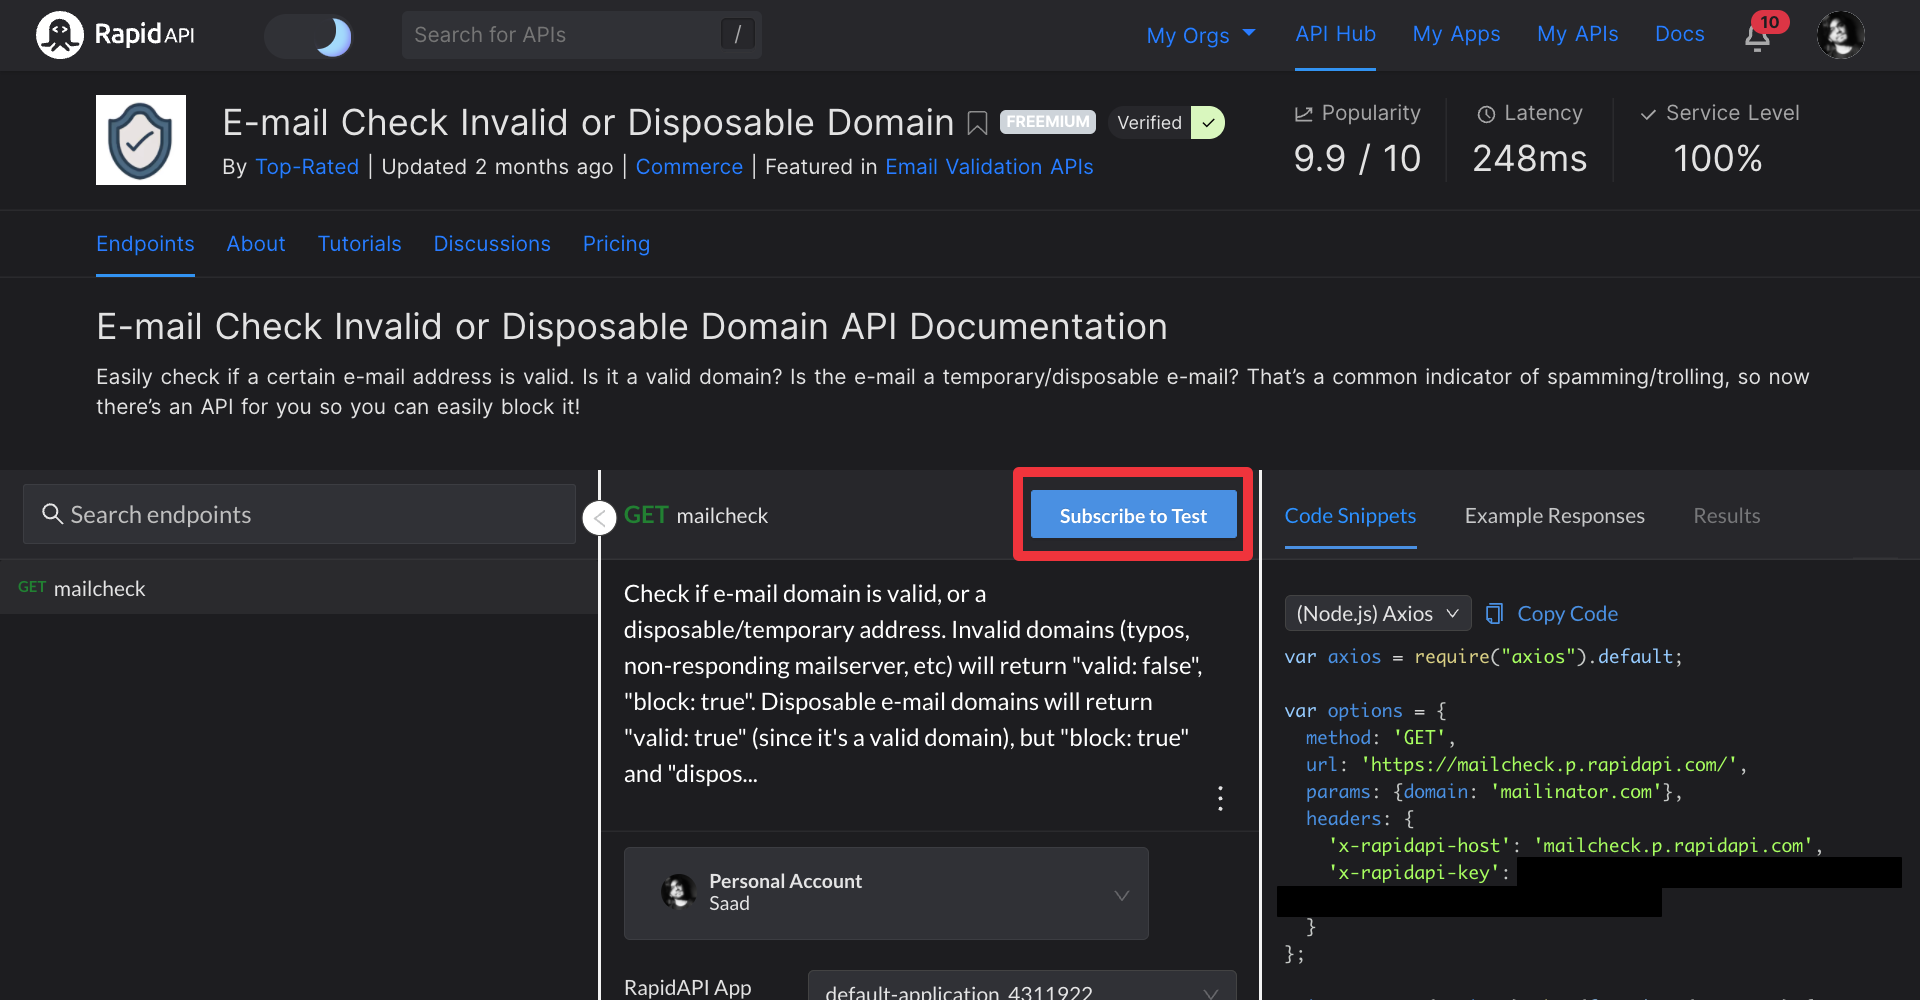 RapidAPI
Search for APIs
/
My Orgs
API Hub
My Apps
My APIs
Docs
10
E-mail Check Invalid or Disposable Domain
FREEMIUM
Verified
By Top-Rated | Updated 2 months ago | Commerce | Featured in Email Validation APIs
Popularity
9.9 / 10
Latency
248ms
Service Level
100%
Endpoints
About
Tutorials
Discussions
Pricing
E-mail Check Invalid or Disposable Domain API Documentation
Easily check if a certain e-mail address is valid. Is it a valid domain? Is the e-mail a temporary/disposable e-mail? That's a common indicator of spamming/trolling, so now
there's an API for you so you can easily block it!
Search endpoints
GET mailcheck
GET mailcheck
Subscribe to Test
Check if e-mail domain is valid, or a
disposable/temporary address. Invalid domains (typos,
non-responding mailserver, etc) will return "valid: false",
"block: true". Disposable e-mail domains will return
"valid: true" (since it's a valid domain), but "block: true"
and "dispos...
Personal Account
Saad
RapidAPI App
default-application_4311922
Code Snippets
Example Responses
Results
(Node.js) Axios
Copy Code
var axios = require("axios").default;
var options = {
method: 'GET',
url: 'https://mailcheck.p.rapidapi.com/',
params: {domain: 'mailinator.com'},
headers: {
'x-rapidapi-host': 'mailcheck.p.rapidapi.com',
'x-rapidapi-key':
}
};